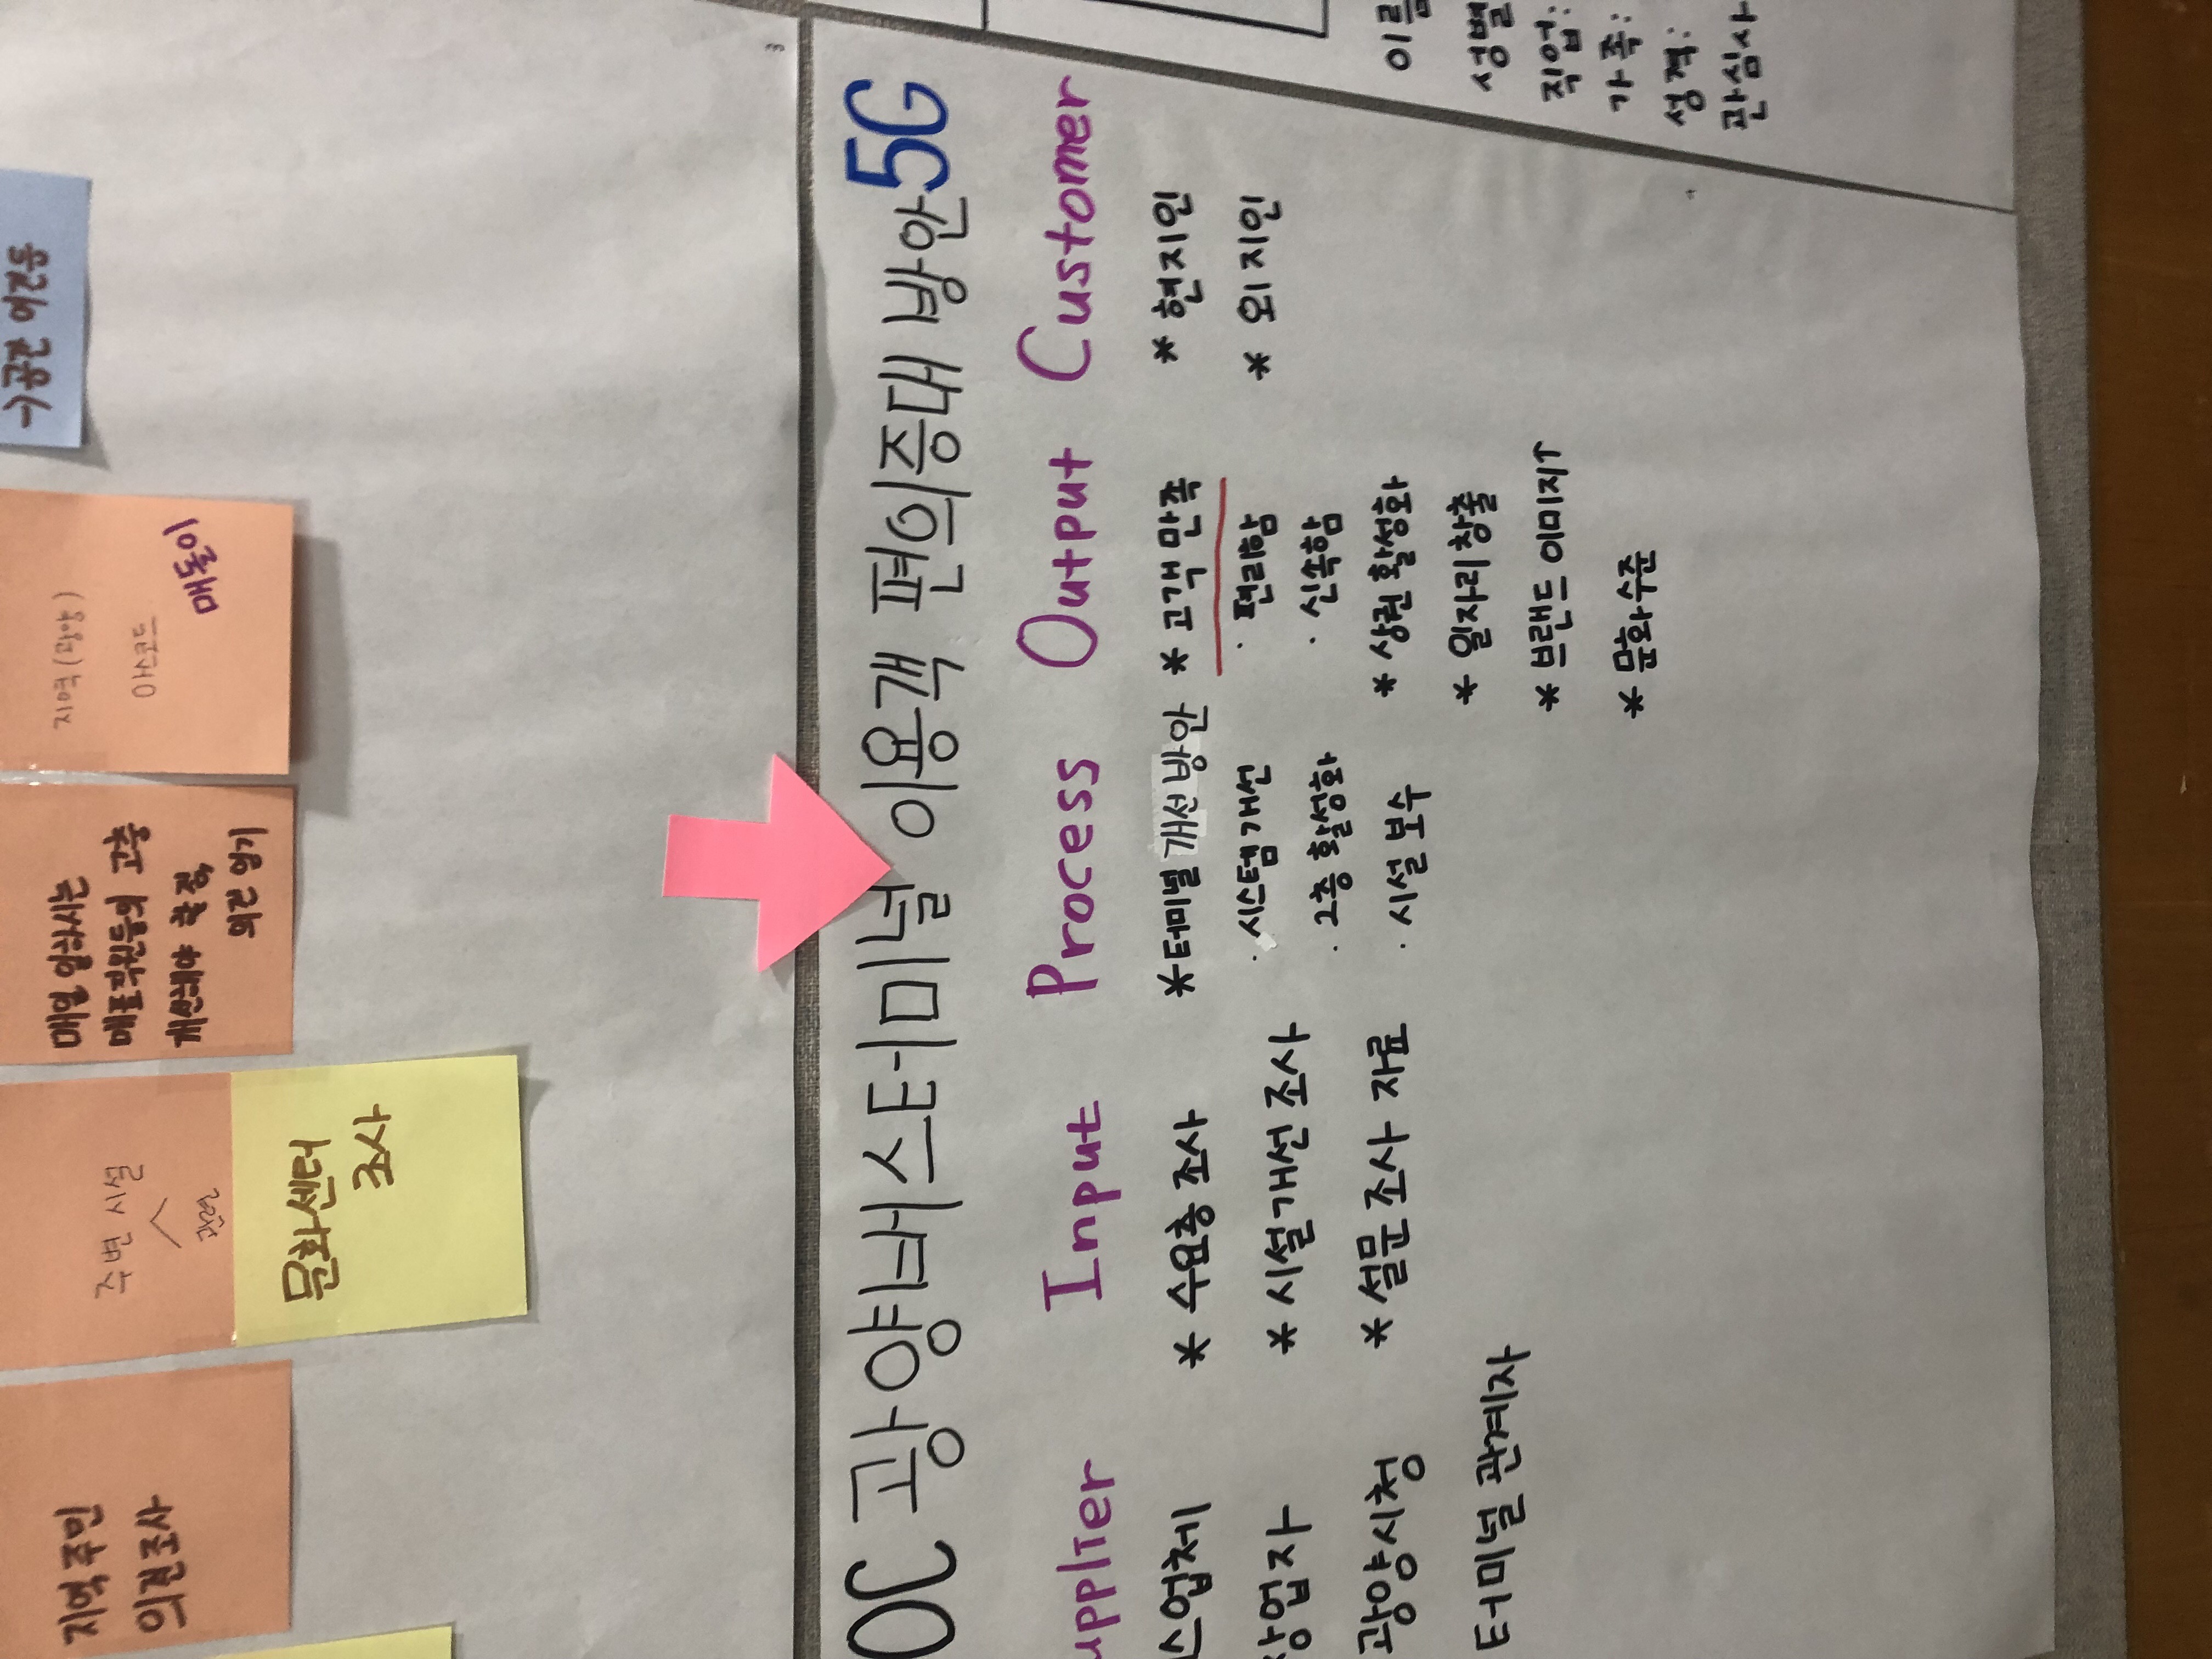 →공간 여건등
지역 주민
의견조사
주변 시설
관련
문화센터
조사
매일 일하시는
매표직원들의 고충
개선해야 할 점,
의견 얻기
지역(광양)
마스코드
매돌이
3
OC 광양버스터미널 이용객 편의증대 방안 5G
upplier
스업체
상업자
광양시청
터미널 관계자
Input
* 수요층 조사
* 시설개선 조사
* 설문조사 자료
Process
* 터미널 개선 방안
· 시스템 개선
· 2층 활성화
· 시설 보수
Output
* 고객 만족
· 편리함
· 신속함
* 상권 활성화
* 일자리 창출
* 브랜드 이미지↑
* 문화수준
Customer
* 현지인
* 외지인
이름
성별
직업:
가족:
성격:
관심사